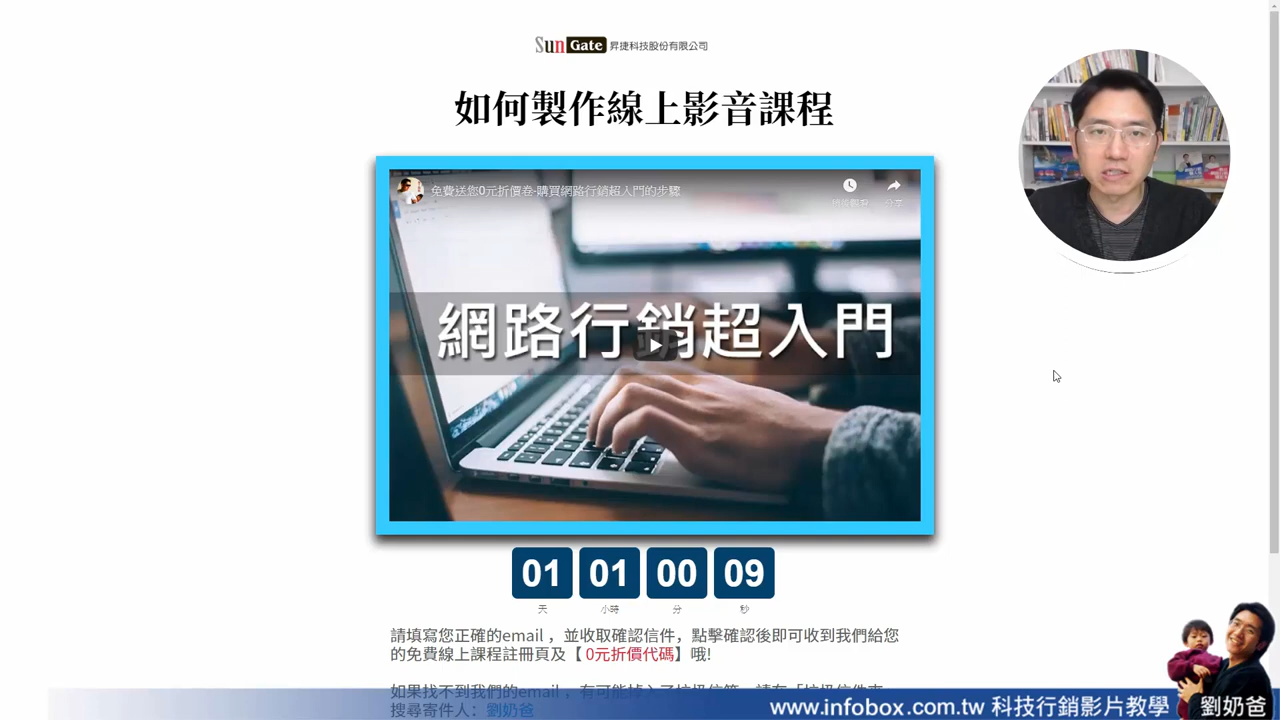 Sun Gate 昇捷科技股份有限公司
如何製作線上影音課程
免費送您0元折價卷-購買網路行銷超入門的步驟
稍後觀看 分享
網路行銷超入門
01 01 00 09
天 小時 分 秒
請填寫您正確的email ，並收取確認信件，點擊確認後即可收到我們給您
的免費線上課程註冊頁及【 0元折價代碼】哦!
如果找不到我們的email ，有可能掉入了垃圾信箱，請在「垃圾信件夾
搜尋寄件人：劉奶爸
www.infobox.com.tw 科技行銷影片教學
劉奶爸